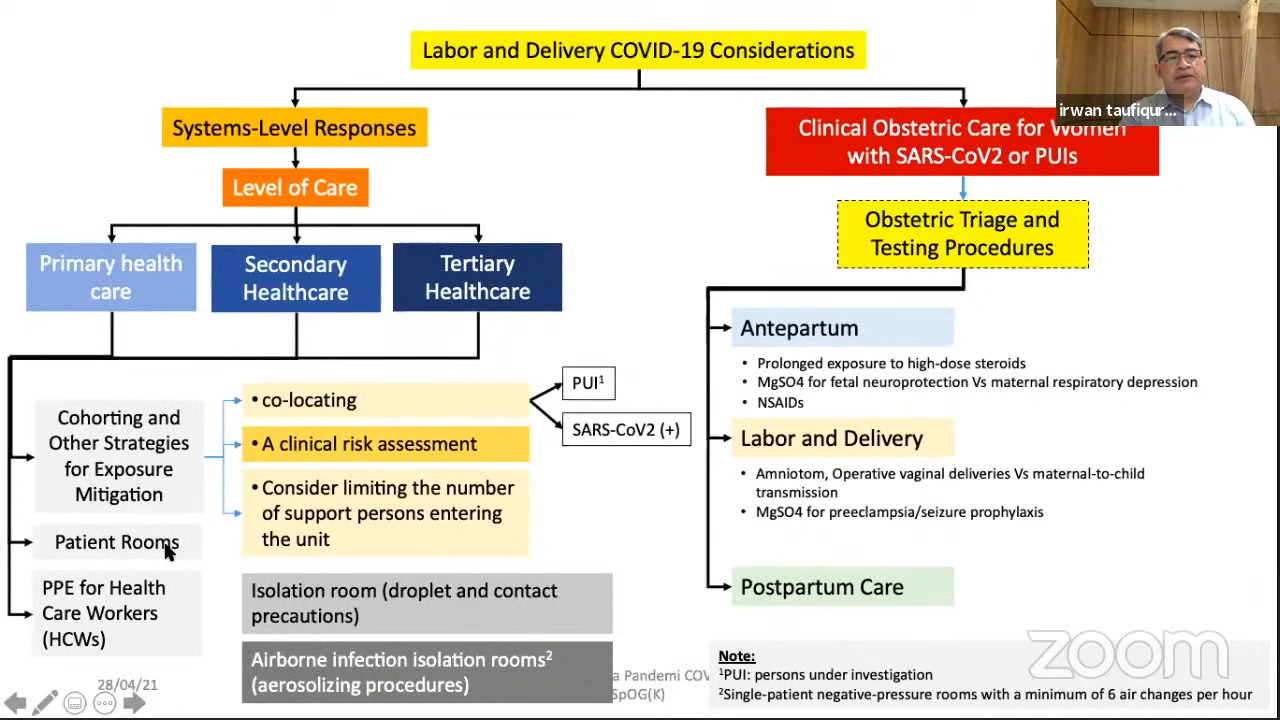 Labor and Delivery COVID-19 Considerations
irwan taufiqur...
Systems-Level Responses
Clinical Obstetric Care for Women
with SARS-CoV2 or PUIs
Level of Care
Obstetric Triage and
Testing Procedures
Primary health
care
Secondary
Healthcare
Tertiary
Healthcare
Cohorting and
Other Strategies
for Exposure
Mitigation
• co-locating
PUI¹
SARS-CoV2 (+)
• A clinical risk assessment
• Consider limiting the number
of support persons entering
the unit
Patient Rooms
PPE for Health
Care Workers
(HCWs)
Isolation room (droplet and contact
precautions)
Airborne infection isolation rooms²
(aerosolizing procedures)
Antepartum
• Prolonged exposure to high-dose steroids
• MgSO4 for fetal neuroprotection Vs maternal respiratory depression
• NSAIDs
Labor and Delivery
• Amniotom, Operative vaginal deliveries Vs maternal-to-child
transmission
• MgSO4 for preeclampsia/seizure prophylaxis
Postpartum Care
Note:
¹PUI: persons under investigation
²Single-patient negative-pressure rooms with a minimum of 6 air changes per hour
28/04/21
a Pandemi COV
SpOG(K)
zoom